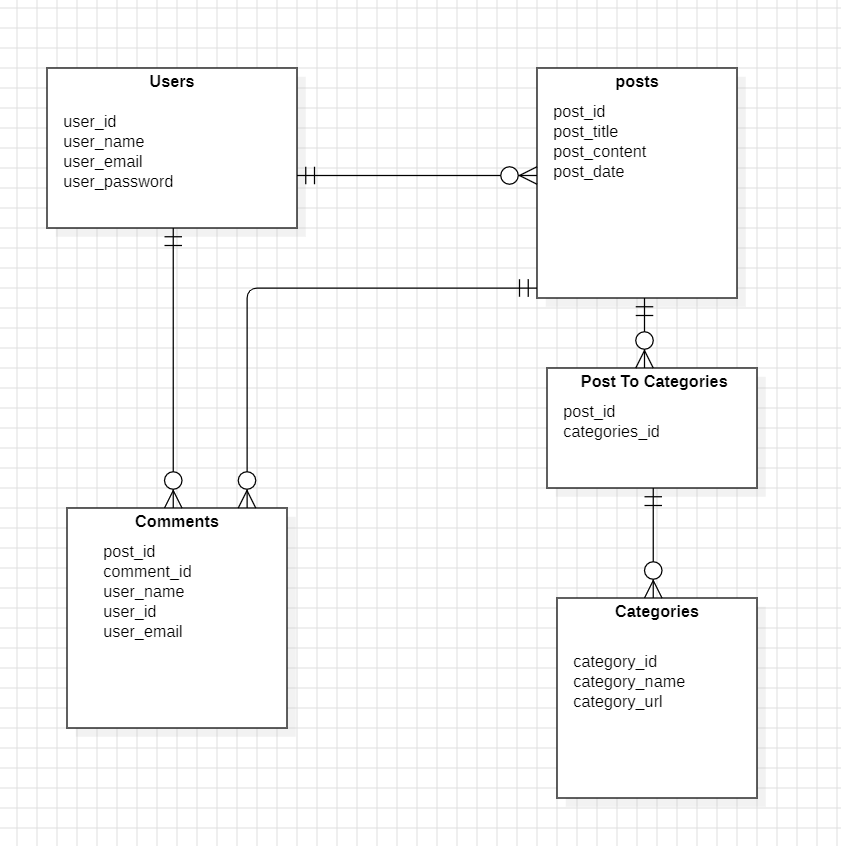 Users
user_id
user_name
user_email
user_password
posts
post_id
post_title
post_content
post_date
Post To Categories
post_id
categories_id
Comments
post_id
comment_id
user_name
user_id
user_email
Categories
category_id
category_name
category_url